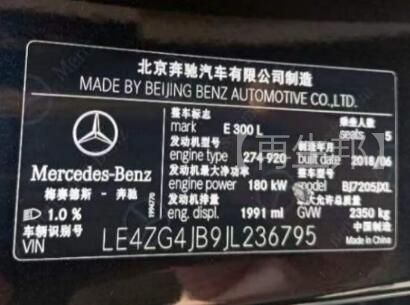 北京奔驰汽车有限公司制造
MADE BY BEIJING BENZ AUTOMOTIVE CO.,LTD.
整车标志 乘坐人数
mark E 300 L seats 5
发动机型号 制造年月
engine type 274 920 built date 2018/06
发动机最大净功率 整车型号
engine power 180 kW model BJ7205JXL
发动机排量 最大允许总质量
eng. displ. 1991 ml GVW 2350 kg
中国制造
Mercedes-Benz
梅赛德斯 - 奔驰
1.0 %
车辆识别号
VIN LE4ZG4JB9JL236795
【再生邦】